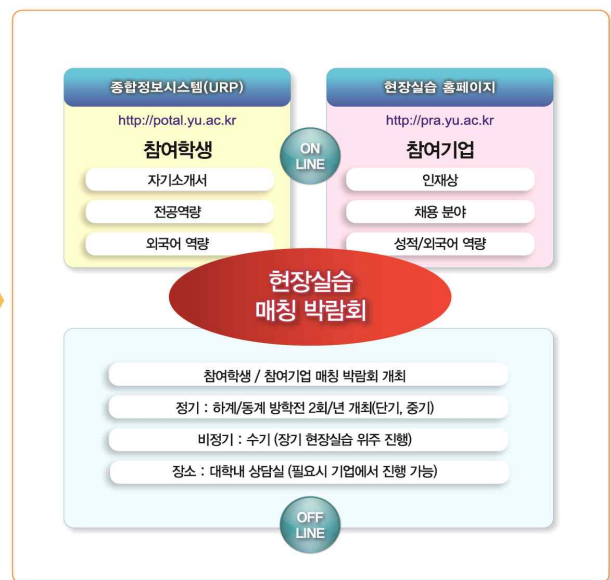 종합정보시스템(URP)
http://potal.yu.ac.kr
참여학생
자기소개서
전공역량
외국어 역량
ON
LINE
현장실습 홈페이지
http://pra.yu.ac.kr
참여기업
인재상
채용 분야
성적/외국어 역량
현장실습
매칭 박람회
참여학생 / 참여기업 매칭 박람회 개최
정기 : 하계/동계 방학전 2회/년 개최(단기, 중기)
비정기 : 수기 (장기 현장실습 위주 진행)
장소 : 대학내 상담실 (필요시 기업에서 진행 가능)
OFF
LINE